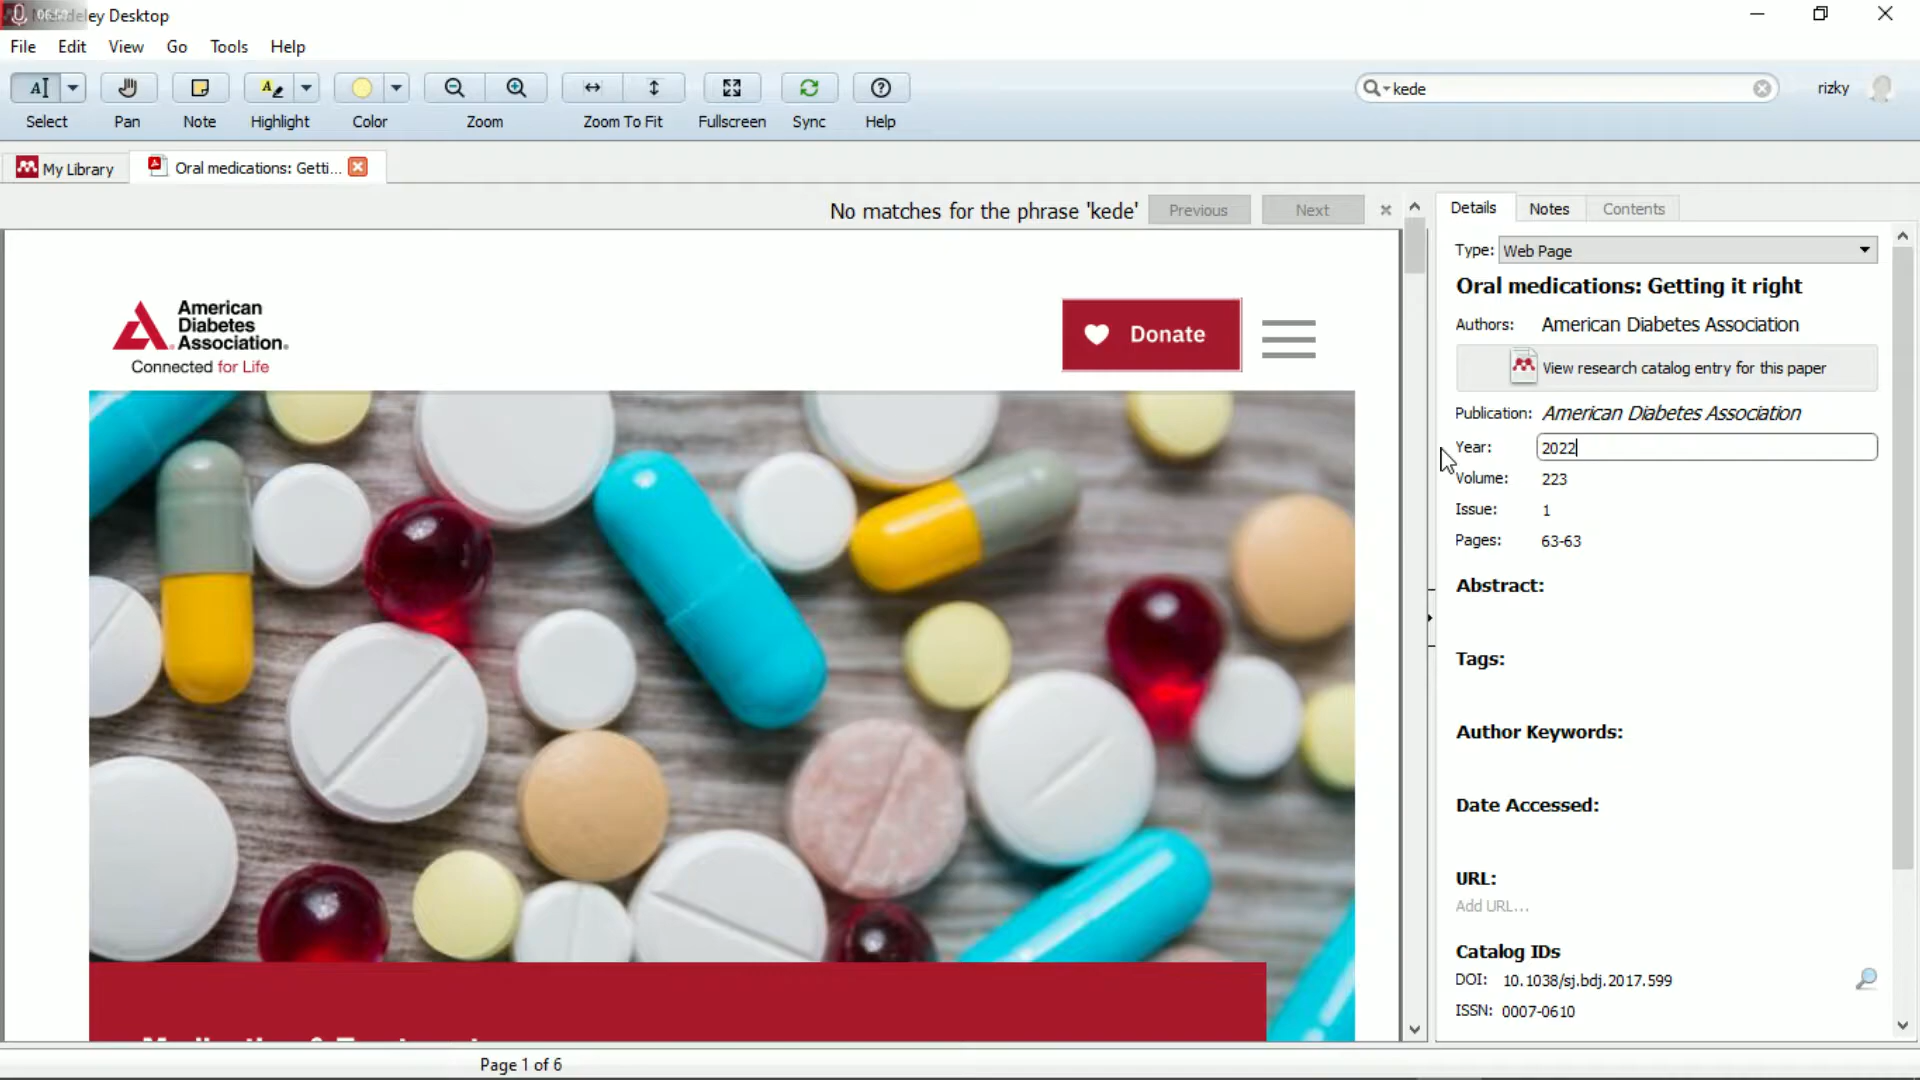 Mendeley Desktop
File Edit View Go Tools Help
kede
rizky
Select Pan Note Highlight Color Zoom Zoom To Fit Fullscreen Sync Help
My Library
Oral medications: Getti...
No matches for the phrase 'kede' Previous Next
American
Diabetes
Association®
Connected for Life
Donate
Details Notes Contents
Type: Web Page
Oral medications: Getting it right
Authors: American Diabetes Association
View research catalog entry for this paper
Publication: American Diabetes Association
Year: 2022
Volume: 223
Issue: 1
Pages: 63-63
Abstract:
Tags:
Author Keywords:
Date Accessed:
URL:
Add URL...
Catalog IDs
DOI: 10.1038/sj.bdj.2017.599
ISSN: 0007-0610
Page 1 of 6